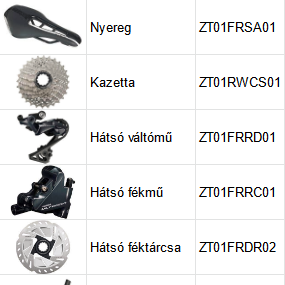 Nyereg ZT01FRSA01
Kazetta ZT01RWCS01
Hátsó váltómű ZT01FRRD01
Hátsó fékmű ZT01FRRC01
Hátsó féktárcsa ZT01FRDR02